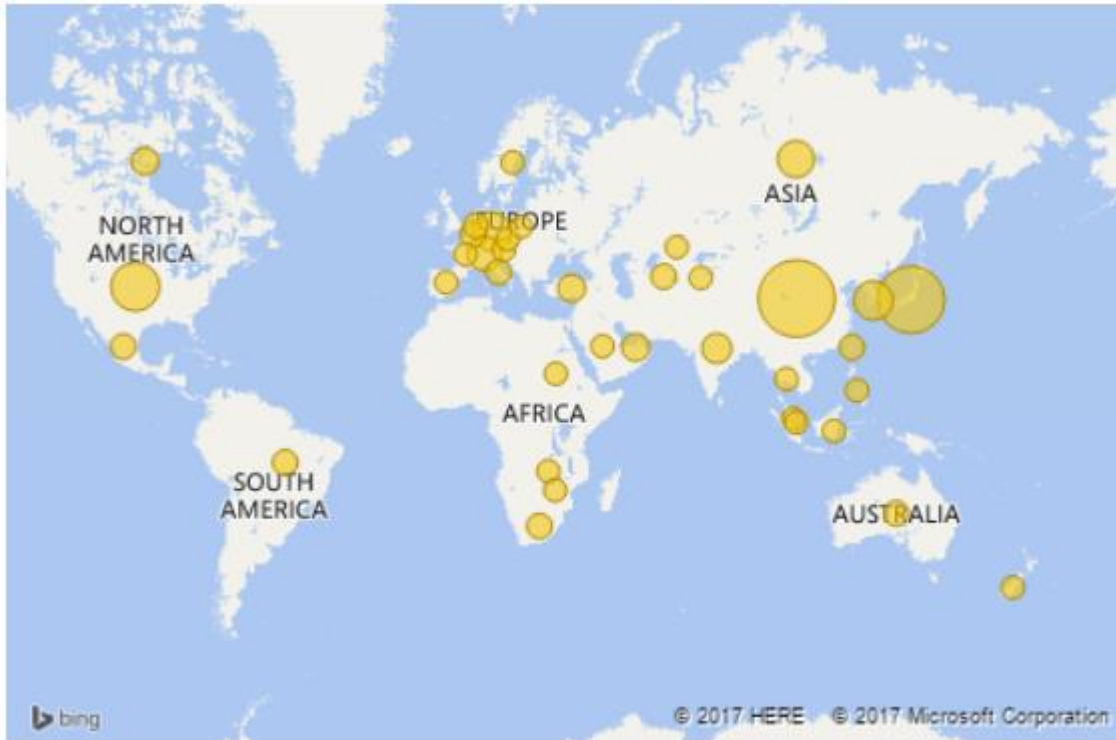 ASIA
EUROPE
NORTH
AMERICA
AFRICA
SOUTH
AMERICA
AUSTRALIA
bing
© 2017 HERE © 2017 Microsoft Corporation